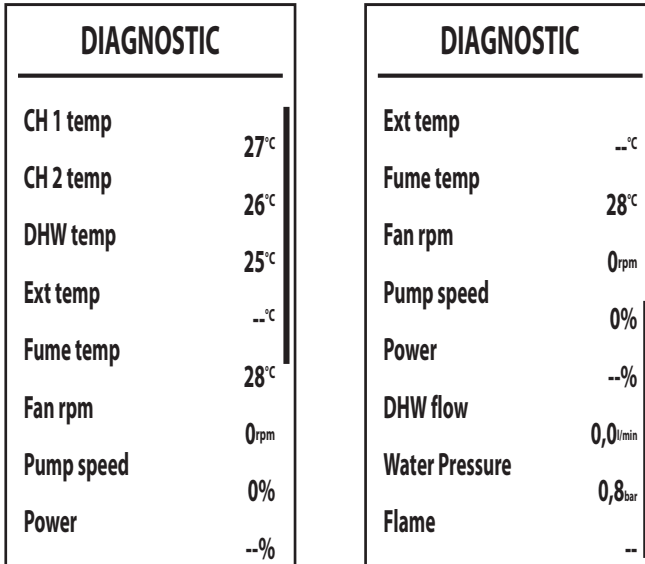 DIAGNOSTIC
CH 1 temp
27°C
CH 2 temp
26°C
DHW temp
25°C
Ext temp
--°C
Fume temp
28°C
Fan rpm
0rpm
Pump speed
0%
Power
--%
DIAGNOSTIC
Ext temp
--°C
Fume temp
28°C
Fan rpm
0rpm
Pump speed
0%
Power
--%
DHW flow
0,0l/min
Water Pressure
0,8bar
Flame
--